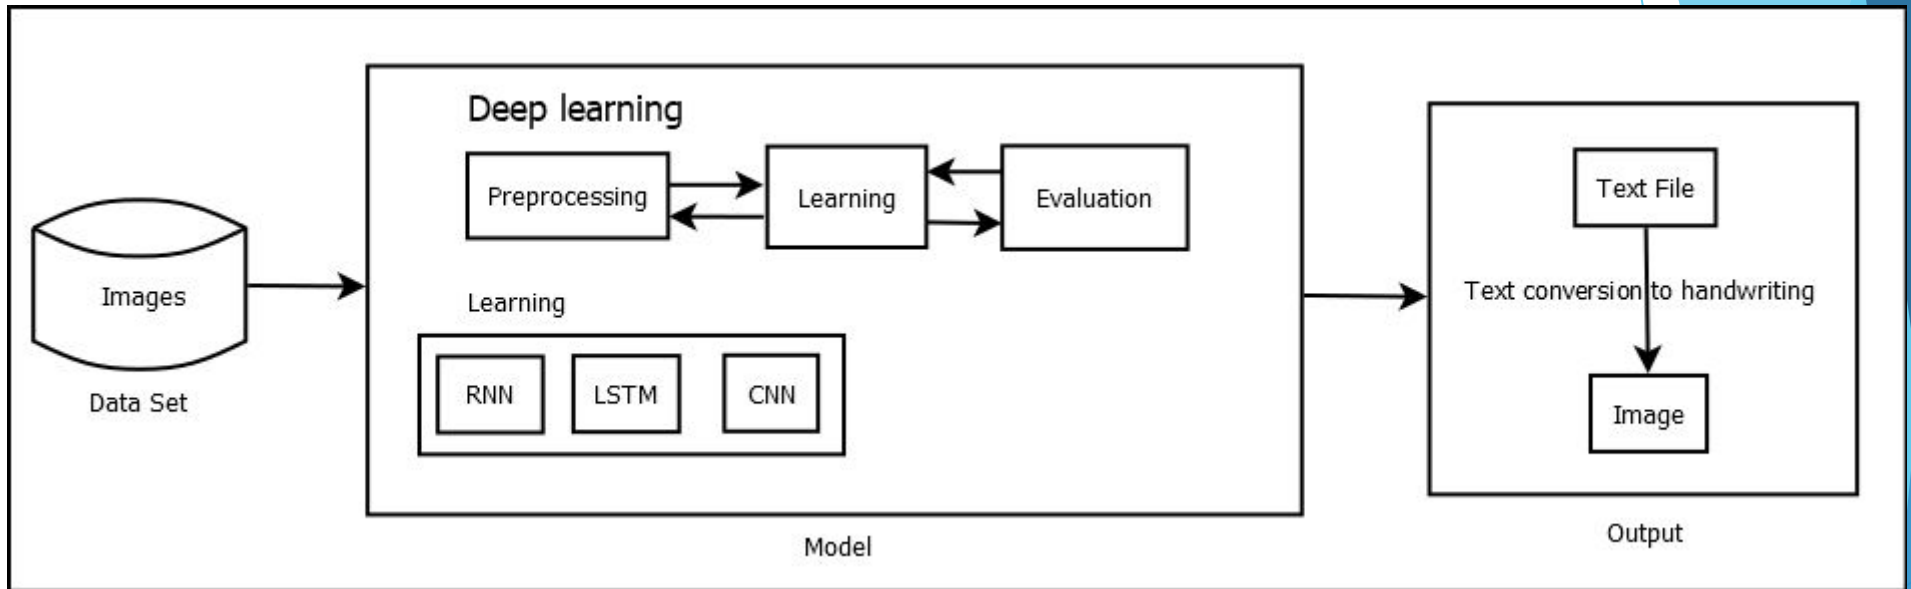 Deep learning
Preprocessing
Learning
Evaluation
Text File
Images
Learning
Text conversion to handwriting
RNN
LSTM
CNN
Image
Data Set
Model
Output